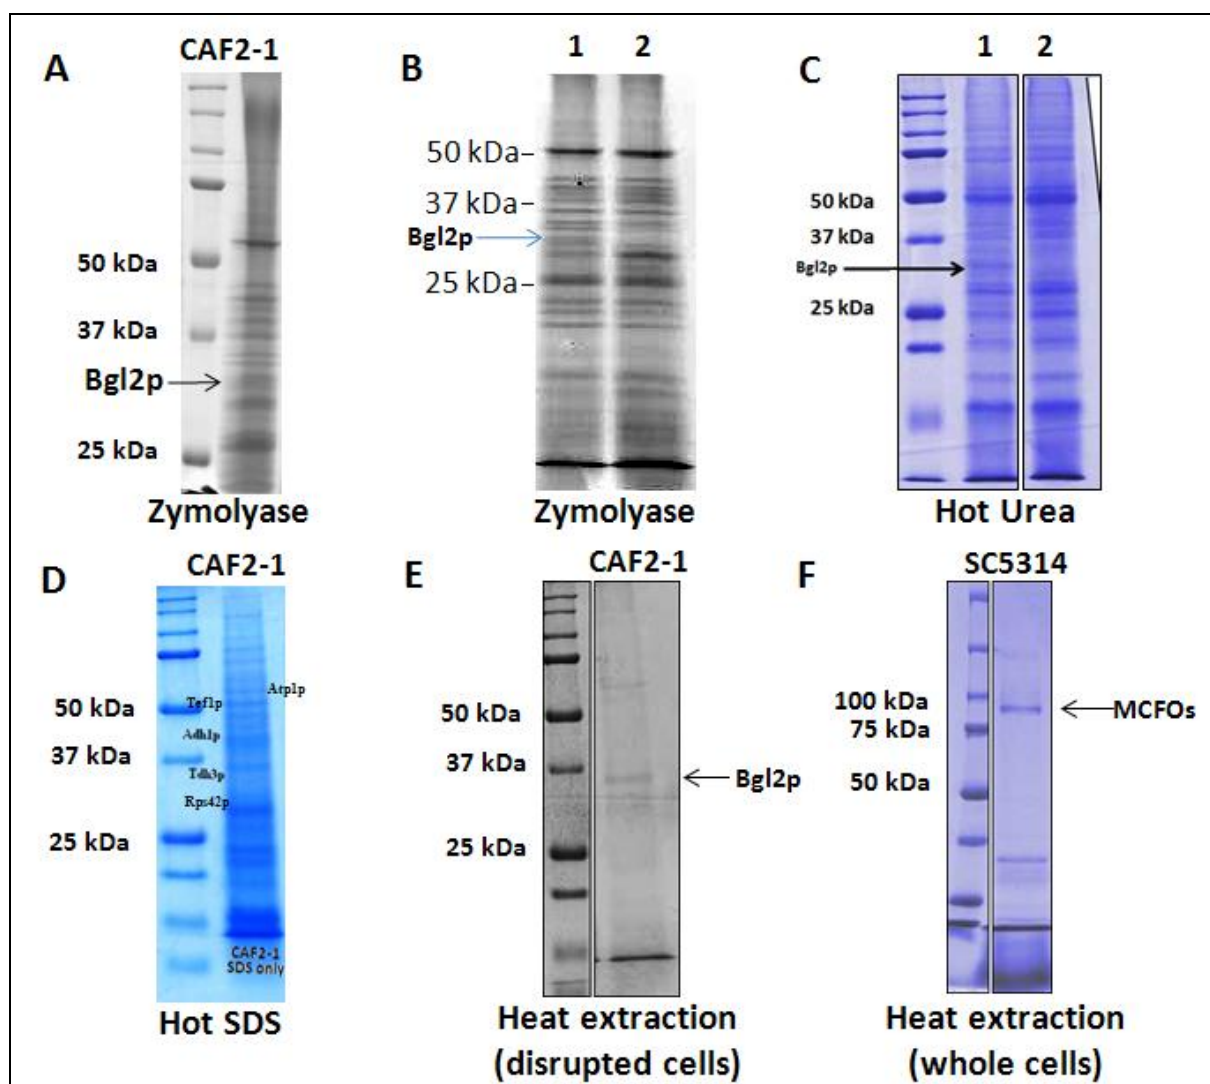 A
CAF2-1
50 kDa
37 kDa
Bgl2p
25 kDa
Zymolyase
B
1 2
50 kDa–
37 kDa–
Bgl2p
25 kDa–
Zymolyase
C
1 2
50 kDa
37 kDa
Bgl2p
25 kDa
Hot Urea
D
CAF2-1
Atp1p
Tef1p
50 kDa
Adh1p
37 kDa
Tdh3p
Rps42p
25 kDa
CAF2-1
SDS only
Hot SDS
E
CAF2-1
50 kDa
37 kDa
Bgl2p
25 kDa
Heat extraction
(disrupted cells)
F
SC5314
100 kDa
MCFOs
75 kDa
50 kDa
Heat extraction
(whole cells)